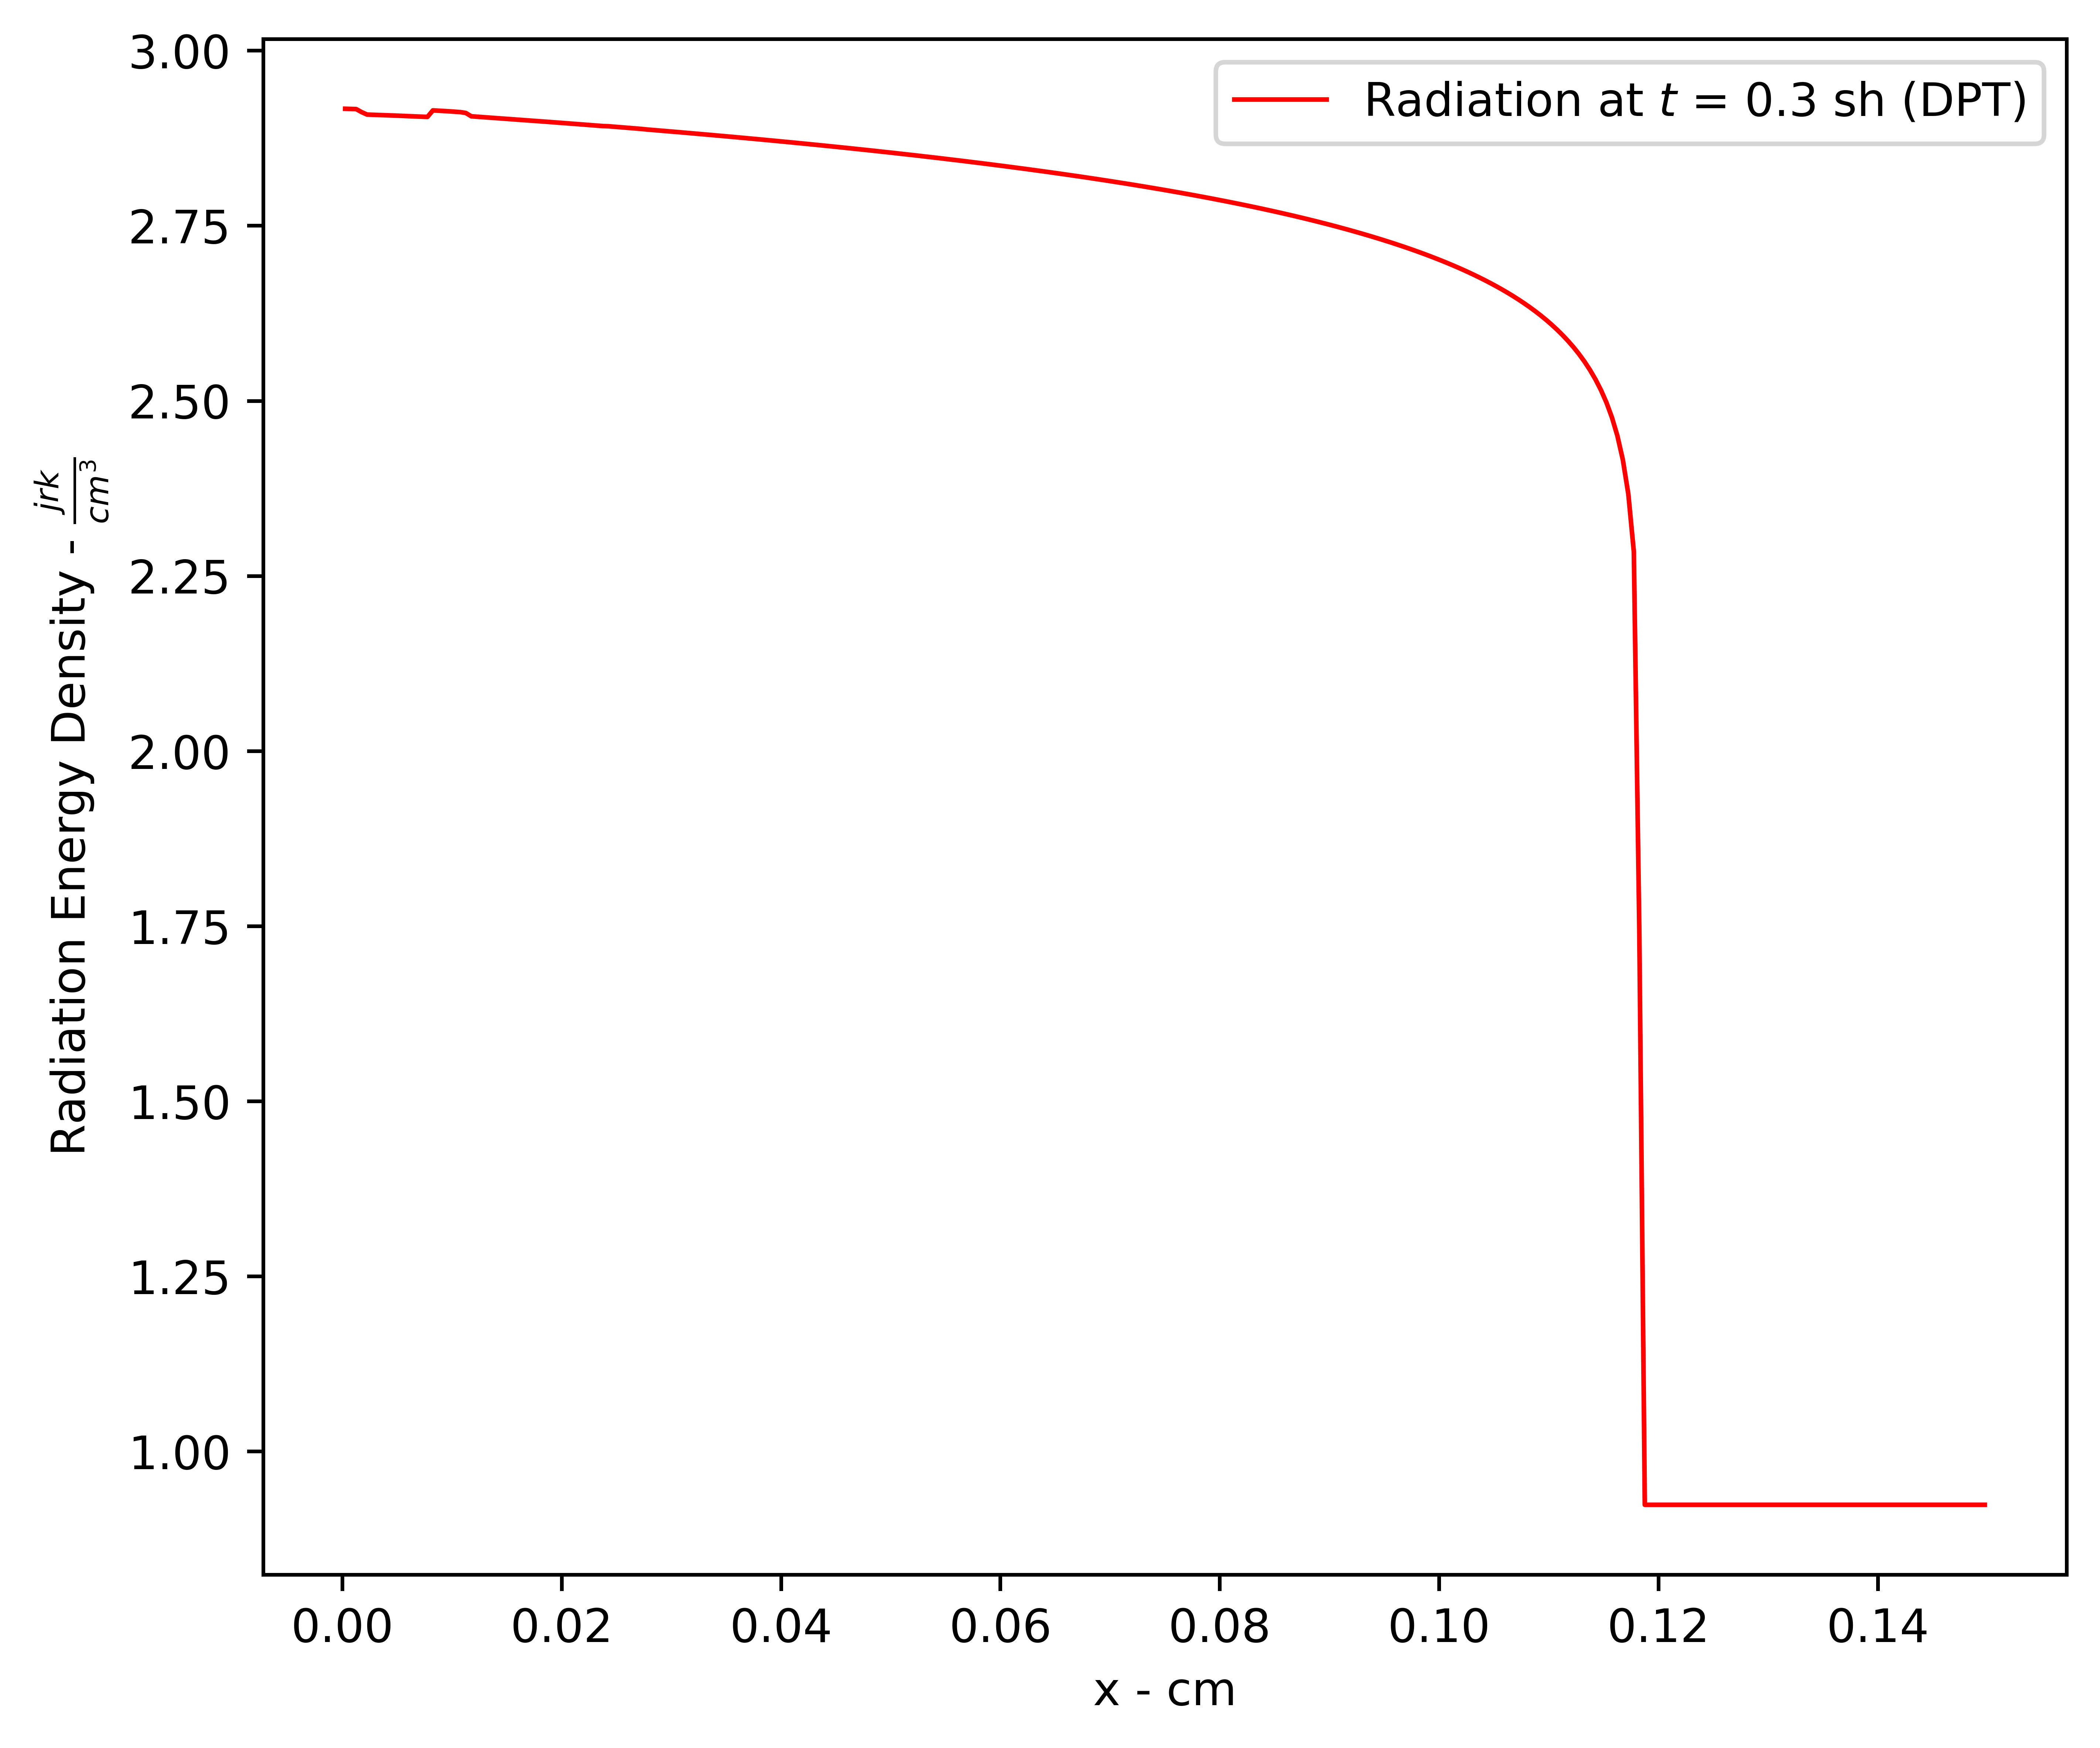 Radiation at t = 0.3 sh (DPT)
Radiation Energy Density - jrk/cm³
3.00
2.75
2.50
2.25
2.00
1.75
1.50
1.25
1.00
0.00 0.02 0.04 0.06 0.08 0.10 0.12 0.14
x - cm